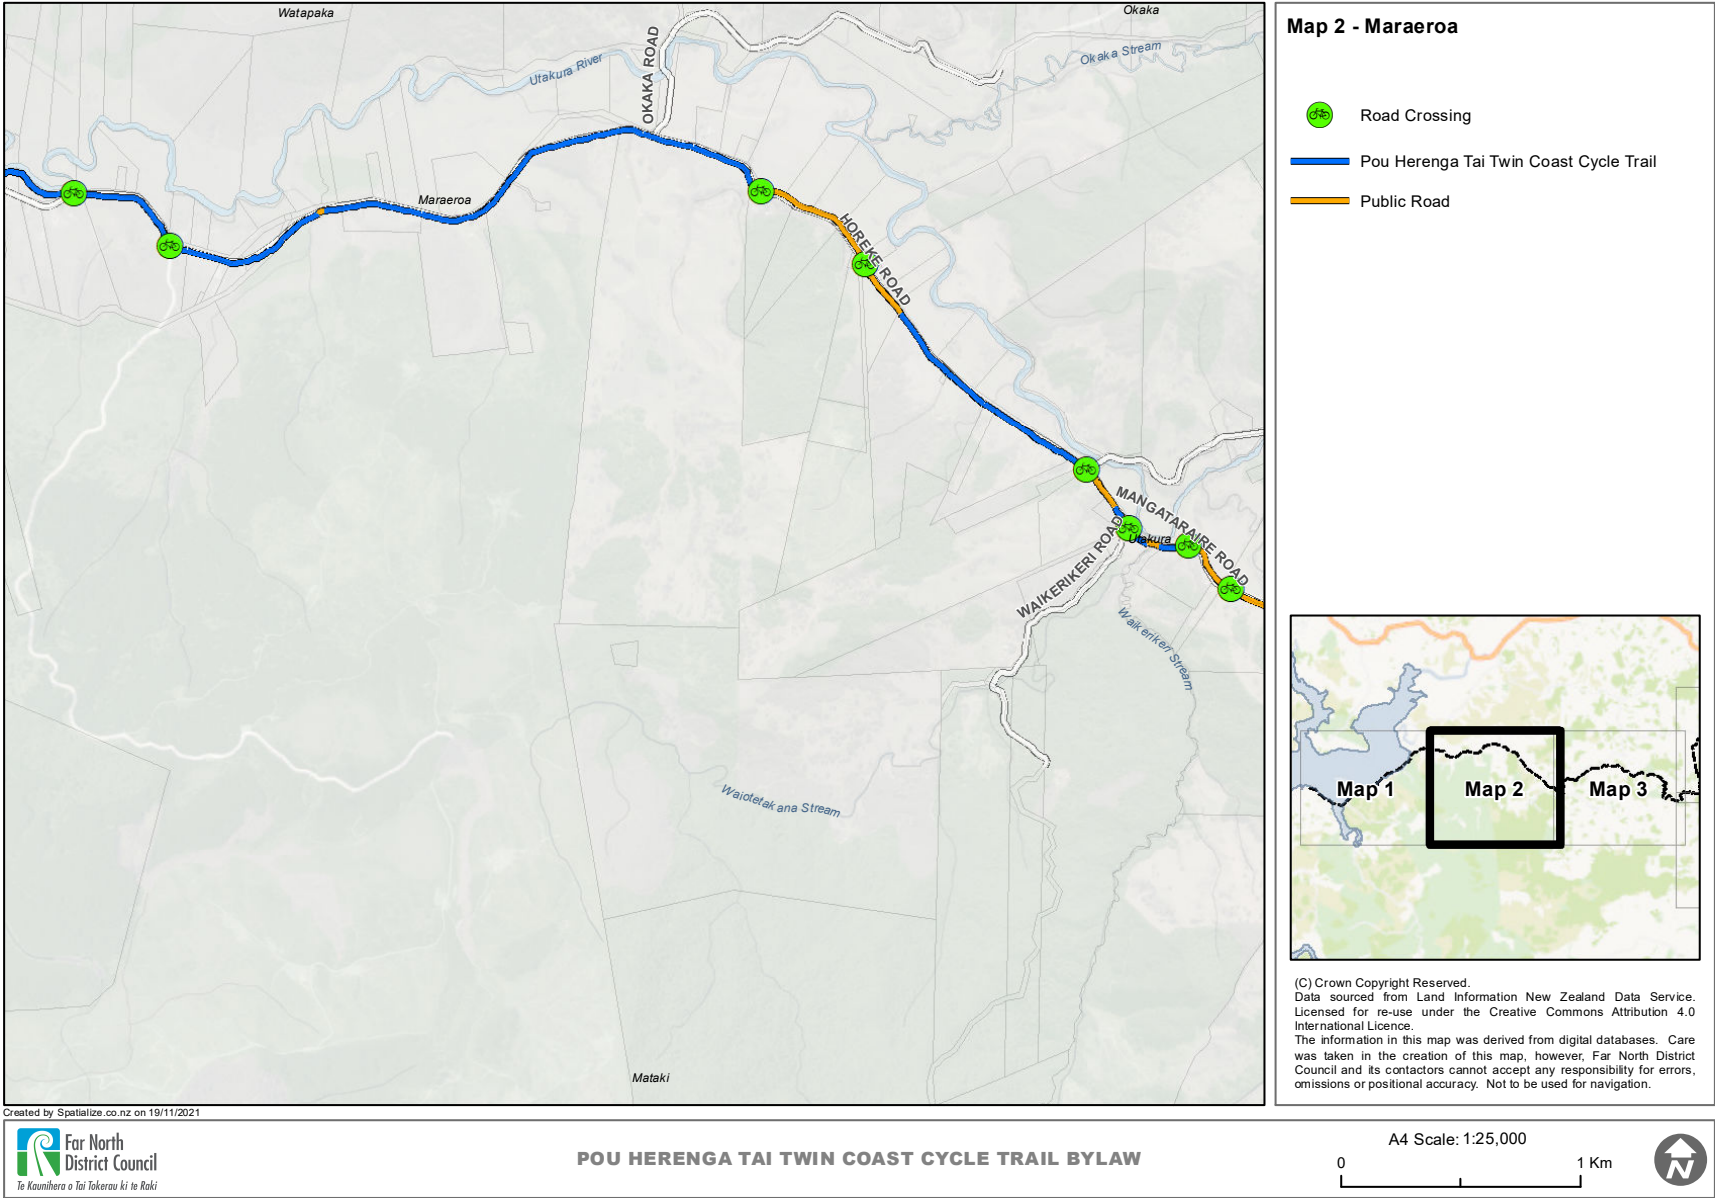 Watapaka
Okaka
Utakura River
OKAKA ROAD
Okaka Stream
Maraeroa
HOREKE ROAD
MANGATARAIRE ROAD
Utakura
WAIKERIKERI ROAD
Waikerikeri Stream
Waiotetakana Stream
Mataki
Created by Spatialize.co.nz on 19/11/2021
Map 2 - Maraeroa
Road Crossing
Pou Herenga Tai Twin Coast Cycle Trail
Public Road
Map 1
Map 2
Map 3
(C) Crown Copyright Reserved.
Data sourced from Land Information New Zealand Data Service.
Licensed for re-use under the Creative Commons Attribution 4.0
International Licence.
The information in this map was derived from digital databases. Care
was taken in the creation of this map, however, Far North District
Council and its contactors cannot accept any responsibility for errors,
omissions or positional accuracy. Not to be used for navigation.
Far North
District Council
Te Kaunihera o Tai Tokerau ki te Raki
POU HERENGA TAI TWIN COAST CYCLE TRAIL BYLAW
A4 Scale: 1:25,000
0 1 Km
N